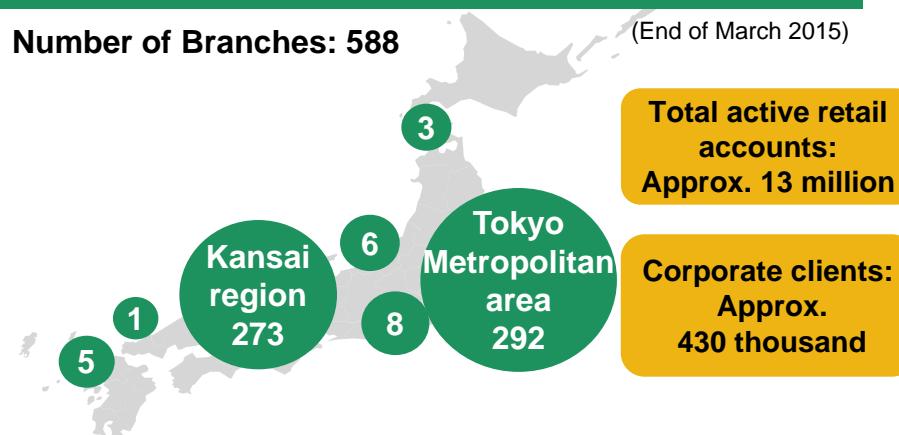 Number of Branches: 588
(End of March 2015)
3
Total active retail
accounts:
Approx. 13 million
6
Tokyo
Metropolitan
area
292
Kansai
region
273
Corporate clients:
Approx.
430 thousand
1
8
5